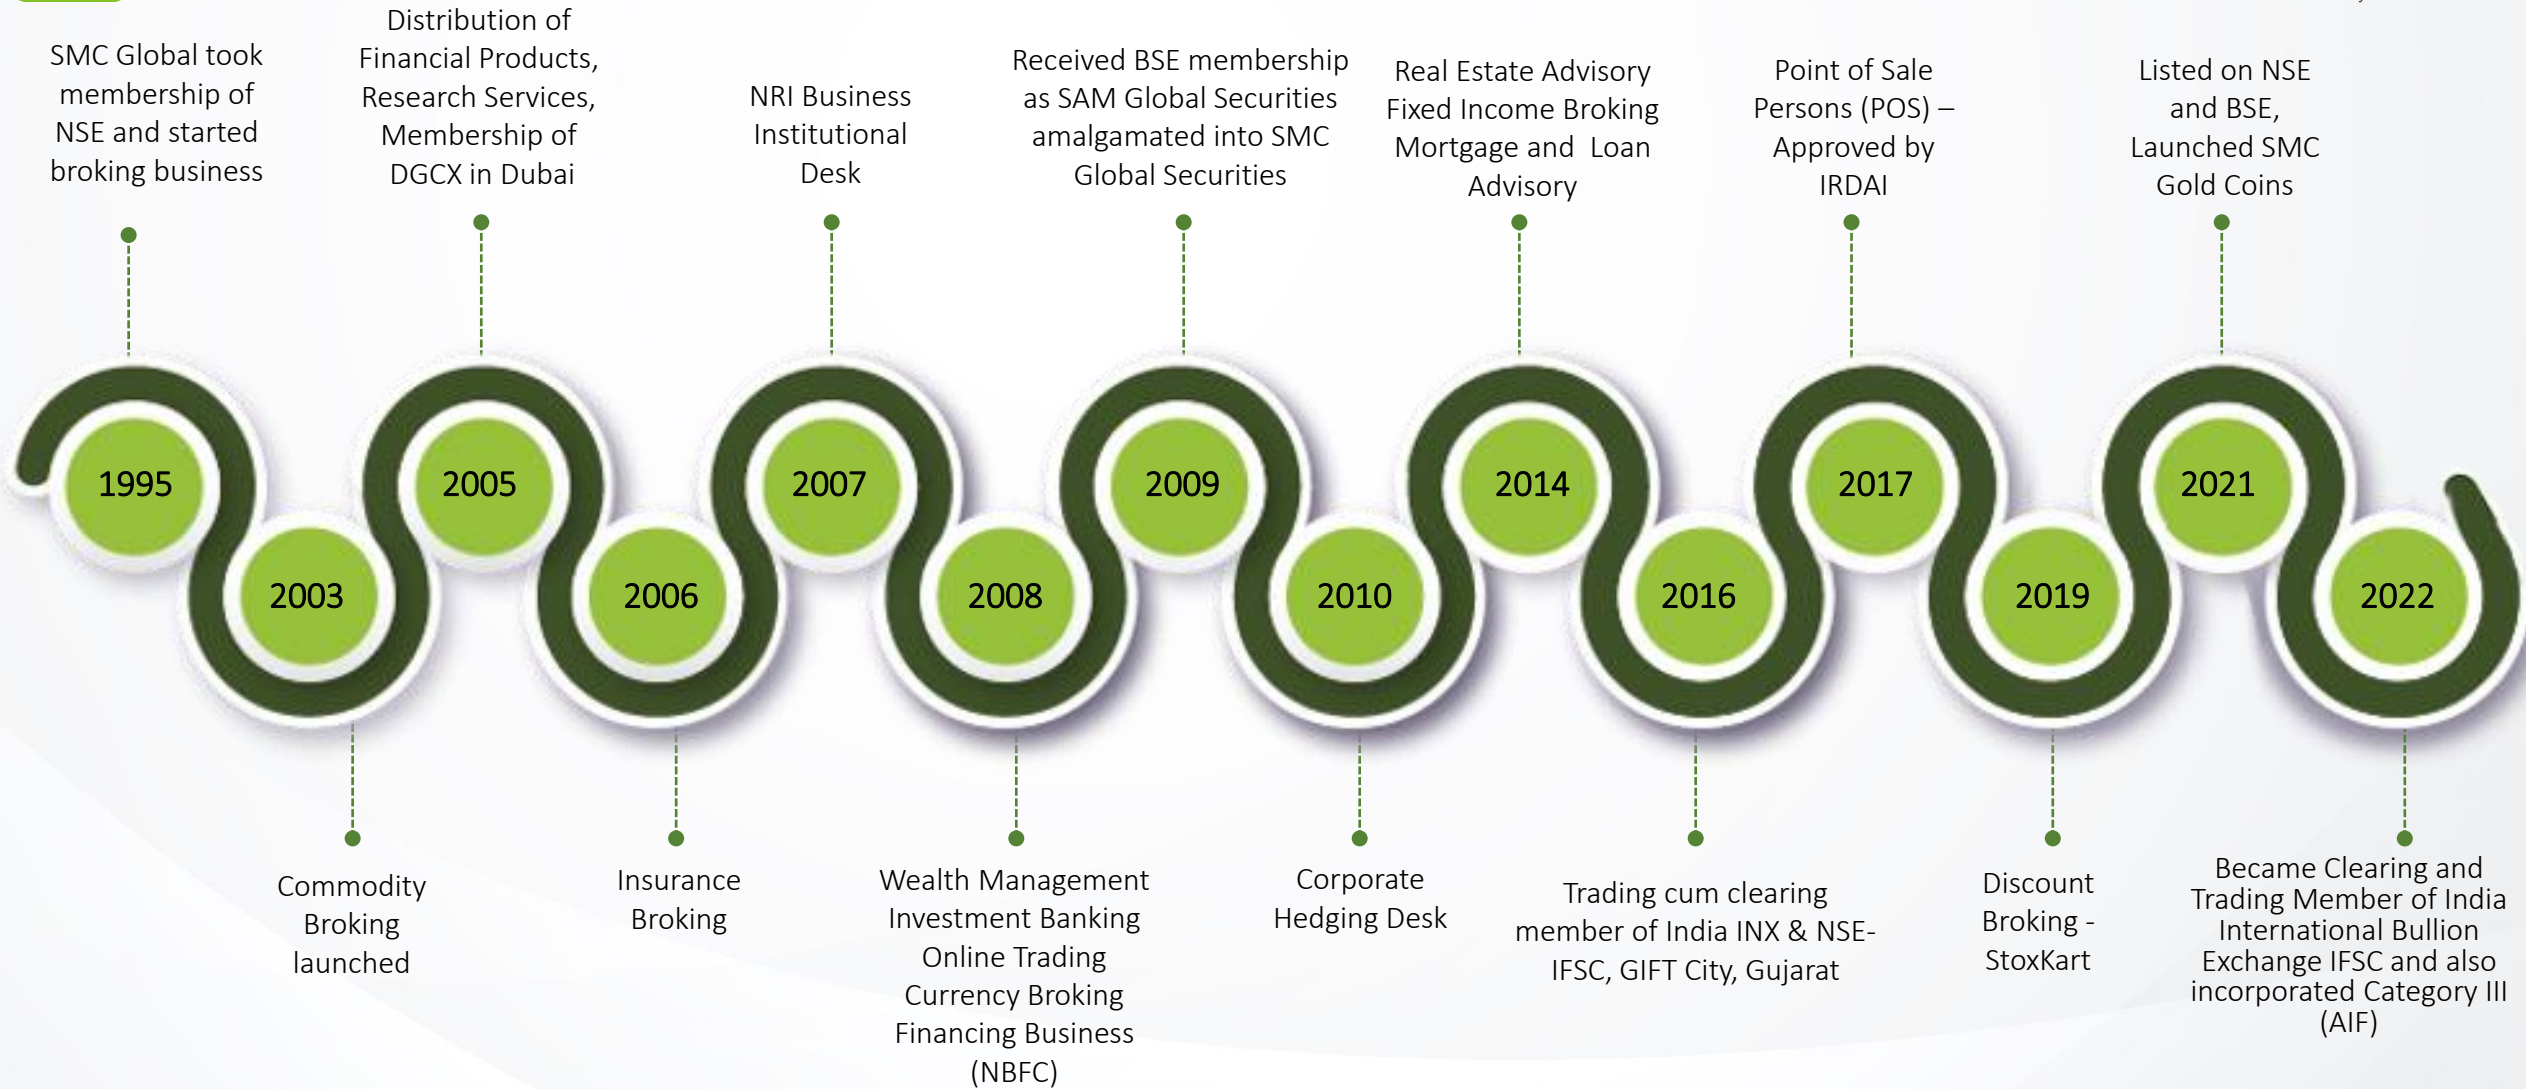 SMC Global took
membership of
NSE and started
broking business
Distribution of
Financial Products,
Research Services,
Membership of
DGCX in Dubai
NRI Business
Institutional
Desk
Received BSE membership
as SAM Global Securities
amalgamated into SMC
Global Securities
Real Estate Advisory
Fixed Income Broking
Mortgage and Loan
Advisory
Point of Sale
Persons (POS) –
Approved by
IRDAI
Listed on NSE
and BSE,
Launched SMC
Gold Coins
1995
2003
2005
2006
2007
2008
2009
2010
2014
2016
2017
2019
2021
2022
Commodity
Broking
launched
Insurance
Broking
Wealth Management
Investment Banking
Online Trading
Currency Broking
Financing Business
(NBFC)
Corporate
Hedging Desk
Trading cum clearing
member of India INX & NSE-
IFSC, GIFT City, Gujarat
Discount
Broking -
StoxKart
Became Clearing and
Trading Member of India
International Bullion
Exchange IFSC and also
incorporated Category III
(AIF)